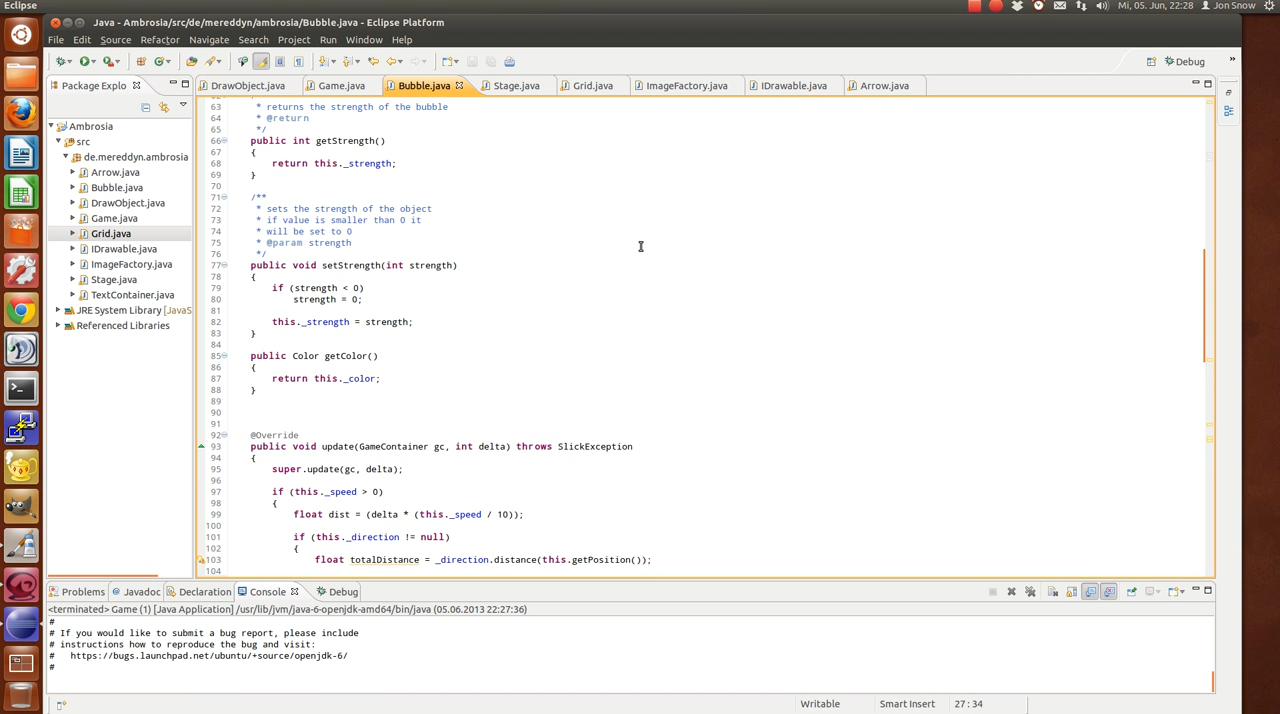 Eclipse
Mi, 05. Jun, 22:28 Jon Snow
Java - Ambrosia/src/de/mereddyn/ambrosia/Bubble.java - Eclipse Platform
File Edit Source Refactor Navigate Search Project Run Window Help
Debug
Package Explo
DrawObject.java Game.java Bubble.java Stage.java Grid.java ImageFactory.java IDrawable.java Arrow.java
Ambrosia
src
de.mereddyn.ambrosia
Arrow.java
Bubble.java
DrawObject.java
Game.java
Grid.java
IDrawable.java
ImageFactory.java
Stage.java
TextContainer.java
JRE System Library [JavaS
Referenced Libraries
63 * returns the strength of the bubble
64 * @return
65 */
66 public int getStrength()
67 {
68 return this._strength;
69 }
70
71 /**
72 * sets the strength of the object
73 * if value is smaller than 0 it
74 * will be set to 0
75 * @param strength
76 */
77 public void setStrength(int strength)
78 {
79 if (strength < 0)
80 strength = 0;
81
82 this._strength = strength;
83 }
84
85 public Color getColor()
86 {
87 return this._color;
88 }
89
90
91
92 @Override
93 public void update(GameContainer gc, int delta) throws SlickException
94 {
95 super.update(gc, delta);
96
97 if (this._speed > 0)
98 {
99 float dist = (delta * (this._speed / 10));
100
101 if (this._direction != null)
102 {
103 float totalDistance = _direction.distance(this.getPosition());
104
Problems Javadoc Declaration Console Debug
<terminated> Game (1) [Java Application] /usr/lib/jvm/java-6-openjdk-amd64/bin/java (05.06.2013 22:27:36)
#
# If you would like to submit a bug report, please include
# instructions how to reproduce the bug and visit:
# https://bugs.launchpad.net/ubuntu/+source/openjdk-6/
#
Writable Smart Insert 27 : 34